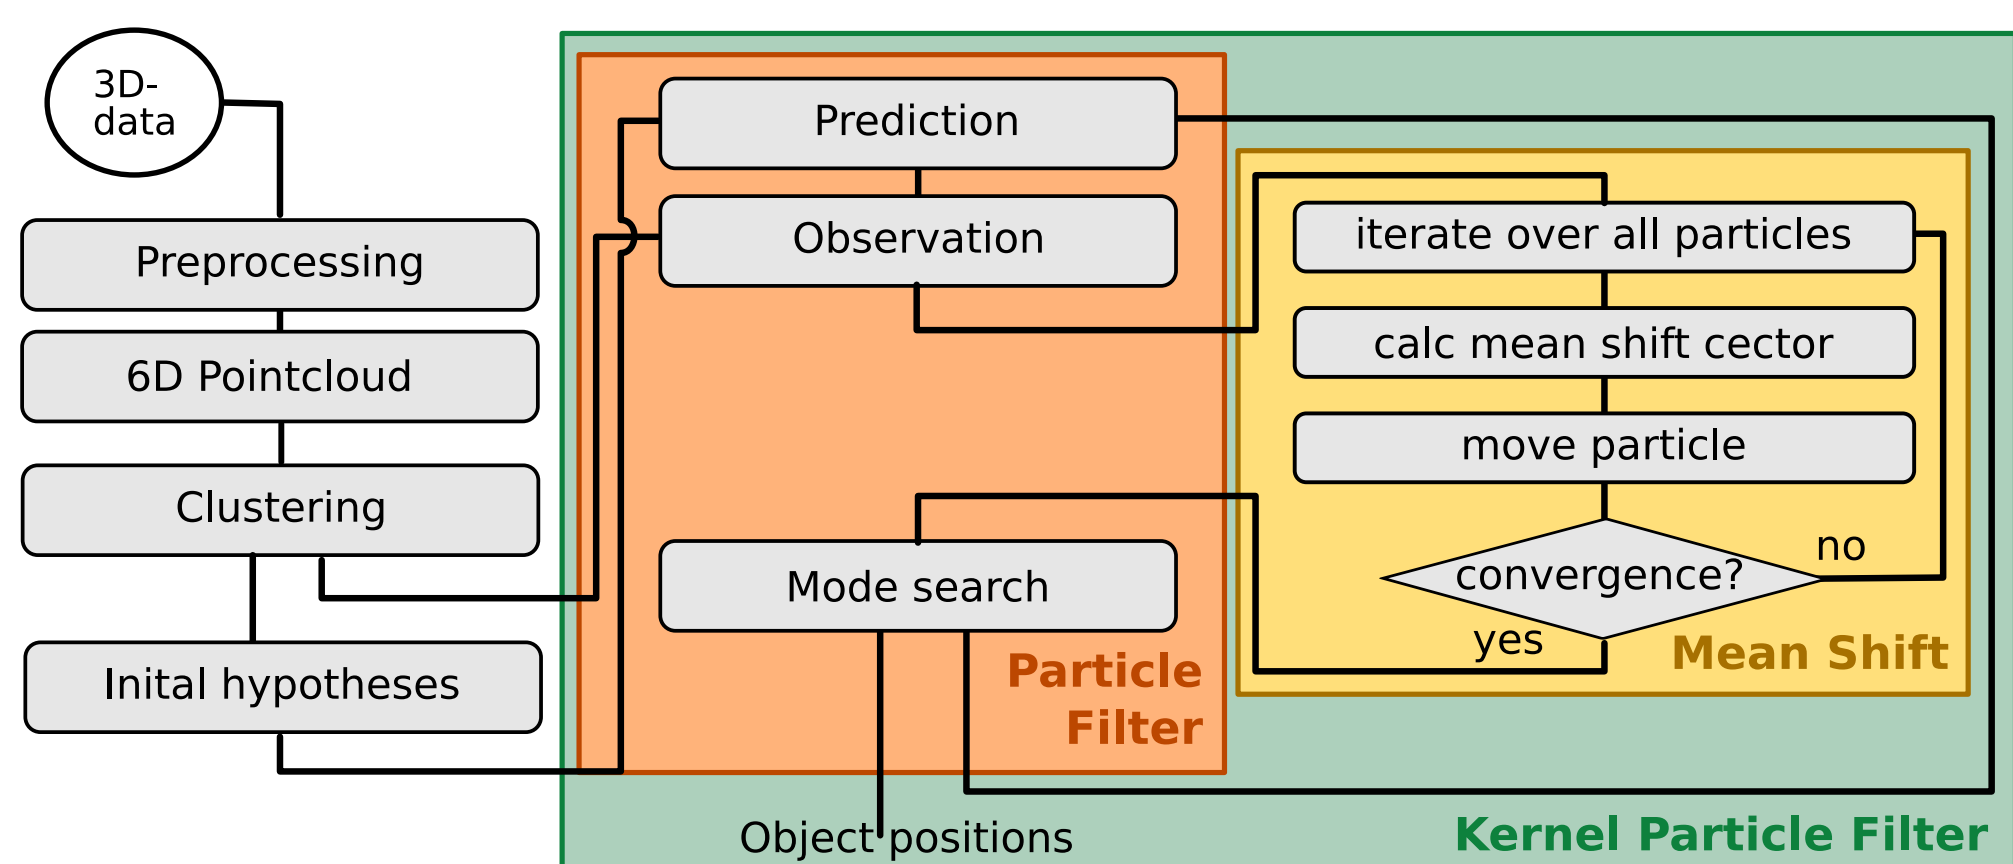 3D-
data
Preprocessing
6D Pointcloud
Clustering
Inital hypotheses
Prediction
Observation
Mode search
Particle
Filter
Object positions
iterate over all particles
calc mean shift cector
move particle
convergence?
no
yes
Mean Shift
Kernel Particle Filter